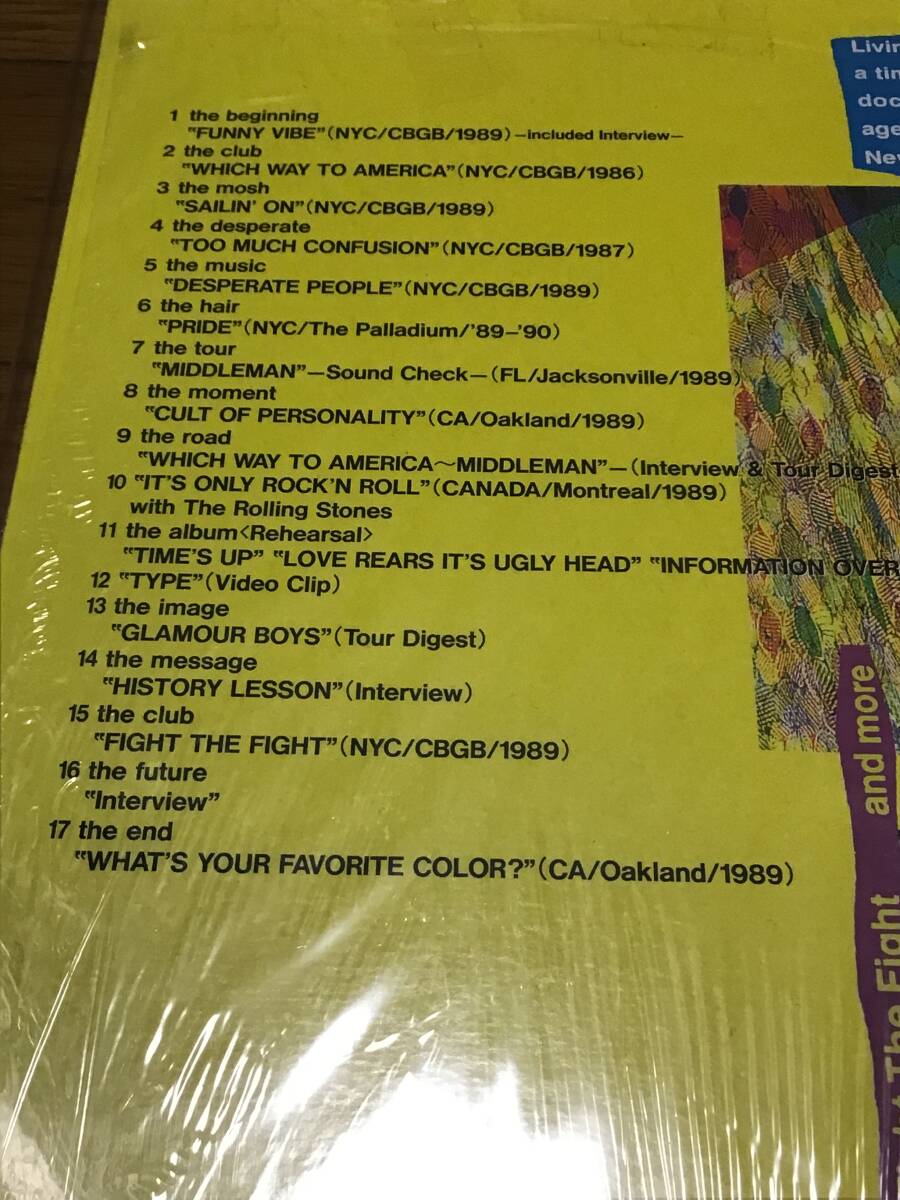 1 the beginning
"FUNNY VIBE"(NYC/CBGB/1989)–included Interview–
2 the club
"WHICH WAY TO AMERICA"(NYC/CBGB/1986)
3 the mosh
"SAILIN' ON"(NYC/CBGB/1989)
4 the desperate
"TOO MUCH CONFUSION"(NYC/CBGB/1987)
5 the music
"DESPERATE PEOPLE"(NYC/CBGB/1989)
6 the hair
"PRIDE"(NYC/The Palladium/'89–'90)
7 the tour
"MIDDLEMAN"–Sound Check–(FL/Jacksonville/1989)
8 the moment
"CULT OF PERSONALITY"(CA/Oakland/1989)
9 the road
"WHICH WAY TO AMERICA~MIDDLEMAN"–(Interview & Tour Digest
10 "IT'S ONLY ROCK'N ROLL"(CANADA/Montreal/1989)
with The Rolling Stones
11 the album<Rehearsal>
"TIME'S UP" "LOVE REARS IT'S UGLY HEAD" "INFORMATION OVER
12 "TYPE"(Video Clip)
13 the image
"GLAMOUR BOYS"(Tour Digest)
14 the message
"HISTORY LESSON"(Interview)
15 the club
"FIGHT THE FIGHT"(NYC/CBGB/1989)
16 the future
"Interview"
17 the end
"WHAT'S YOUR FAVORITE COLOR?"(CA/Oakland/1989)
a
The Fight and more